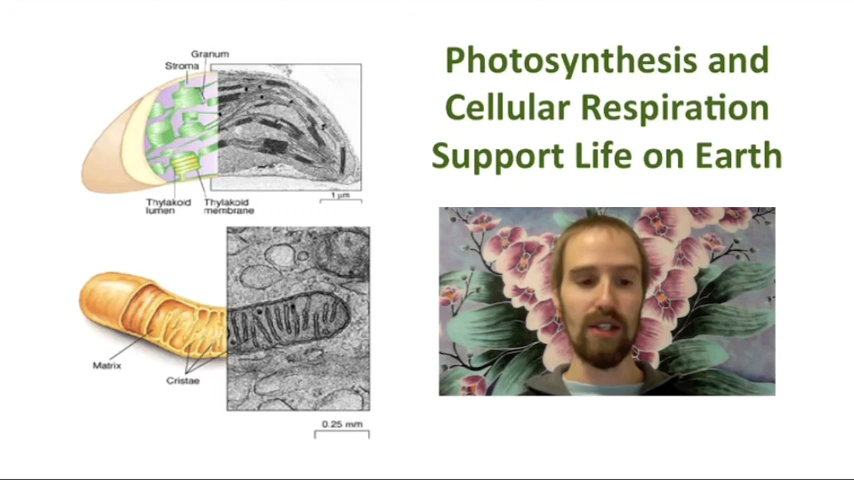 Photosynthesis and
Cellular Respiration
Support Life on Earth
Granum
Stroma
Thylakoid lumen
Thylakoid membrane
1 μm
Matrix
Cristae
0.25 m/n